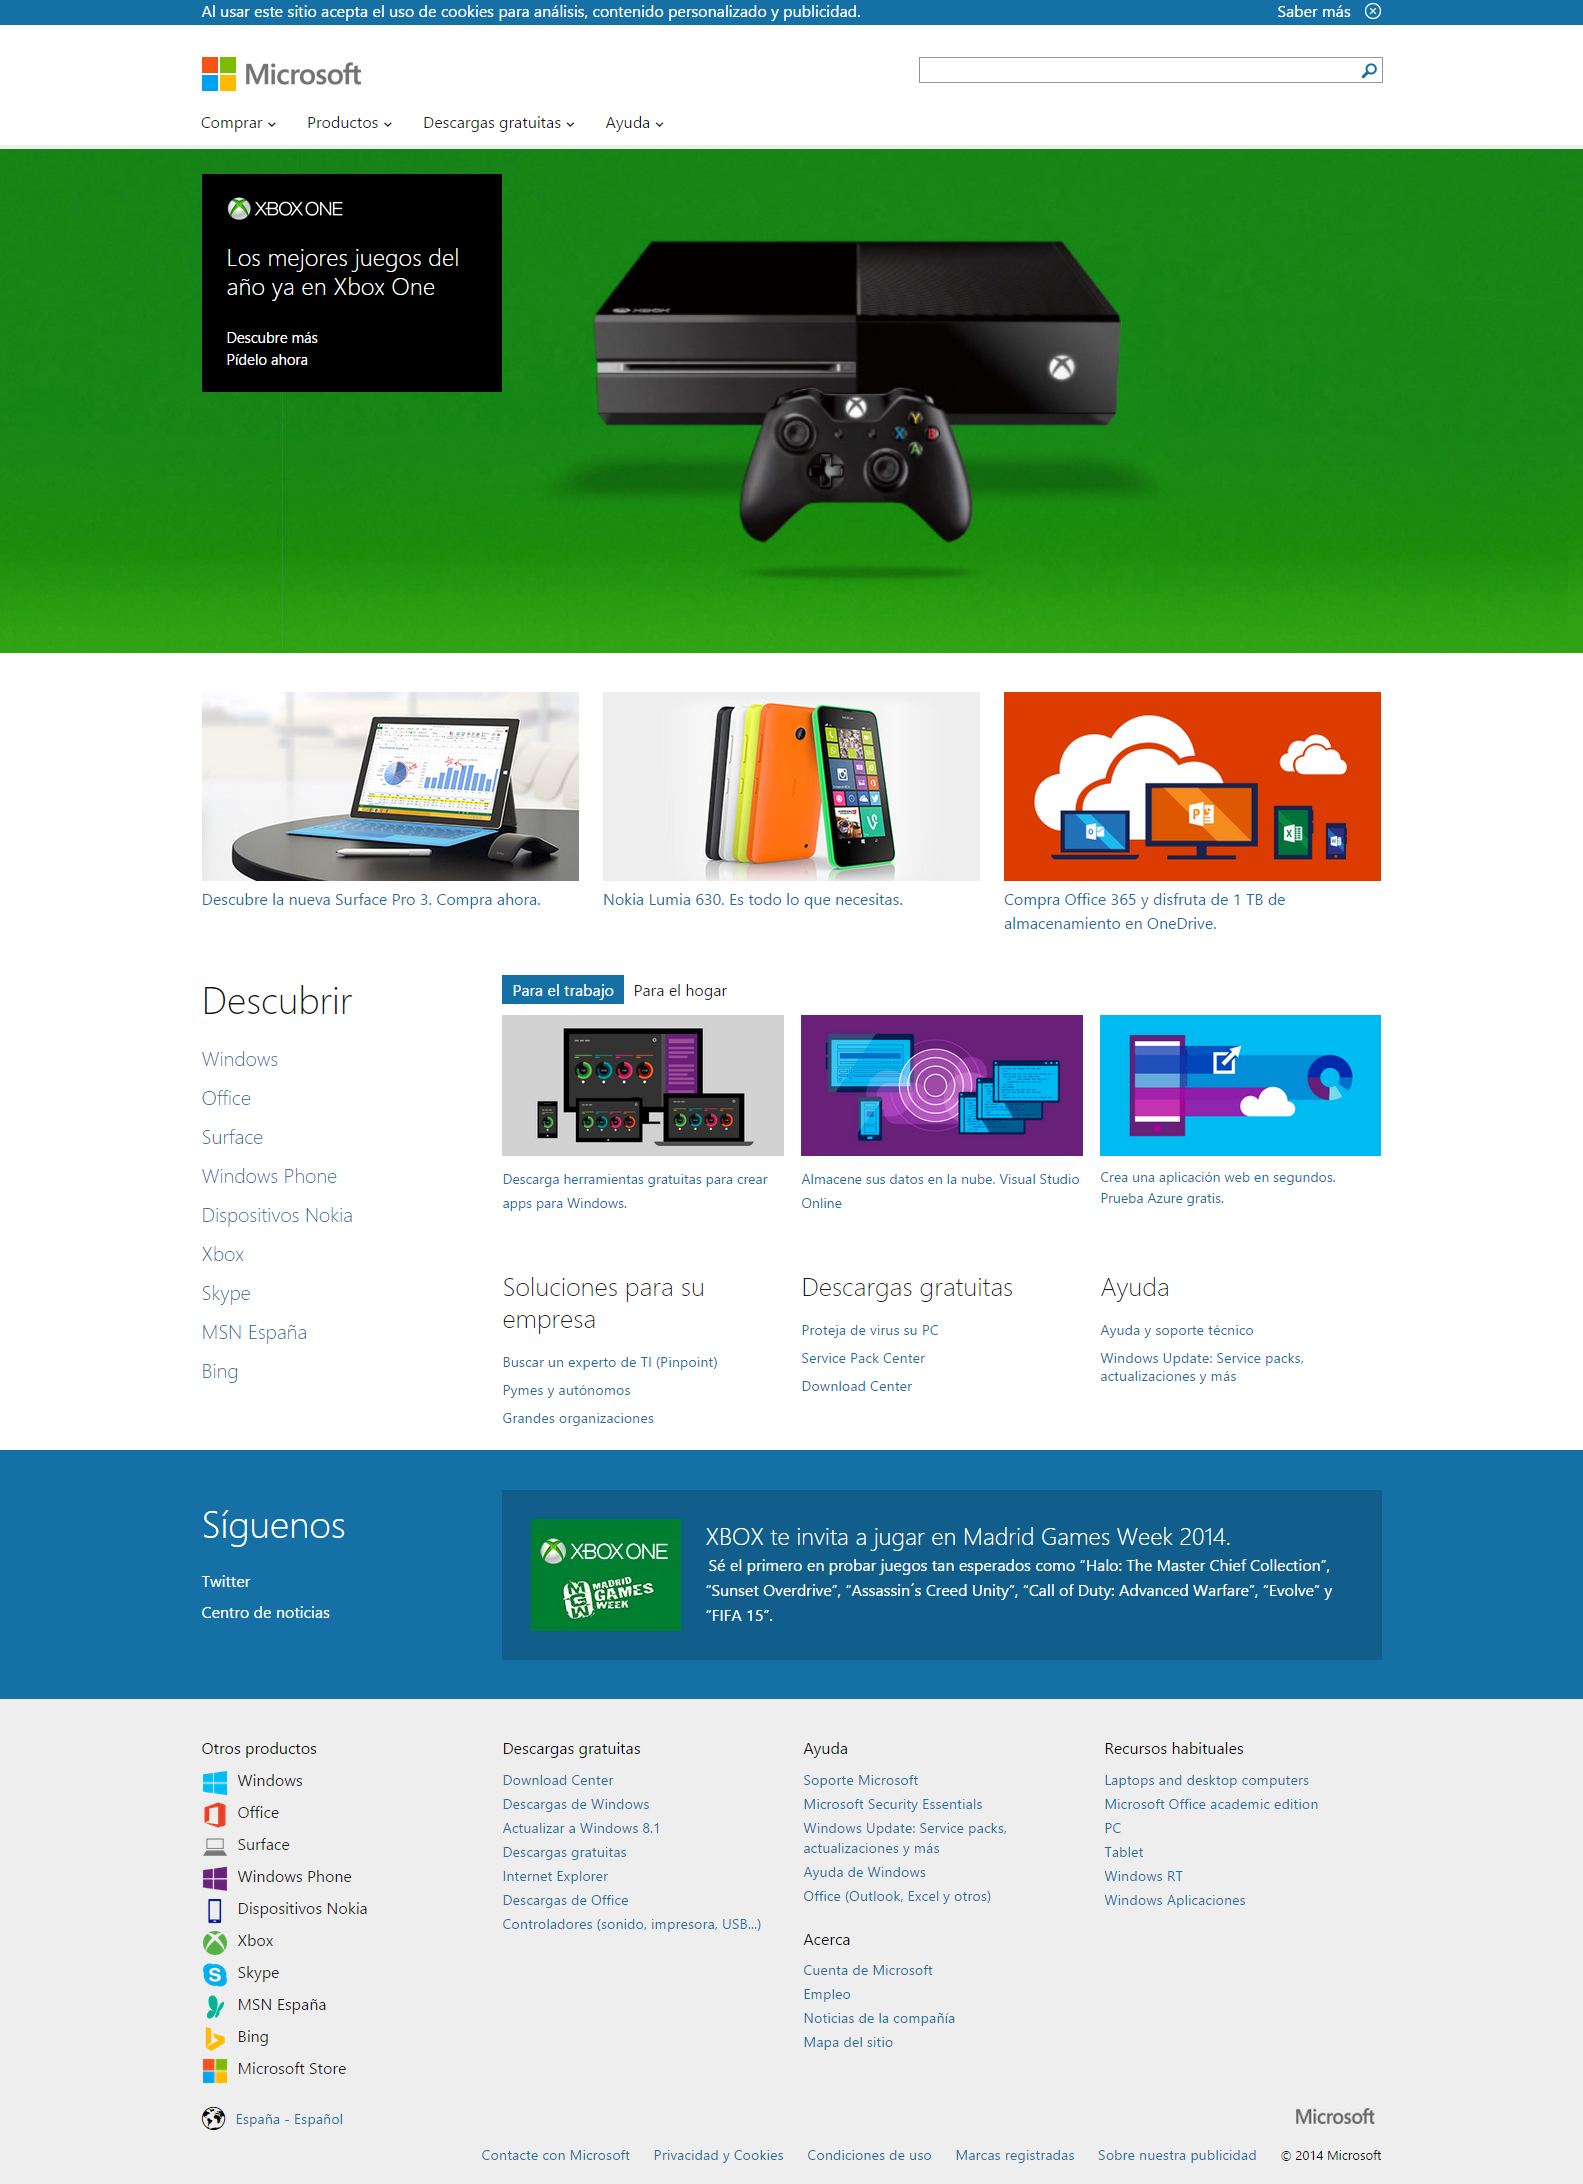 Al usar este sitio acepta el uso de cookies para análisis, contenido personalizado y publicidad.
Saber más
Microsoft
Comprar
Productos
Descargas gratuitas
Ayuda
XBOX ONE
Los mejores juegos del
año ya en Xbox One
Descubre más
Pídelo ahora
XBOX
Y
X
B
A
Descubre la nueva Surface Pro 3. Compra ahora.
Nokia Lumia 630. Es todo lo que necesitas.
Compra Office 365 y disfruta de 1 TB de
almacenamiento en OneDrive.
Descubrir
Windows
Office
Surface
Windows Phone
Dispositivos Nokia
Xbox
Skype
MSN España
Bing
Para el trabajo
Para el hogar
Descarga herramientas gratuitas para crear
apps para Windows.
Almacene sus datos en la nube. Visual Studio
Online
Crea una aplicación web en segundos.
Prueba Azure gratis.
Soluciones para su
empresa
Buscar un experto de TI (Pinpoint)
Pymes y autónomos
Grandes organizaciones
Descargas gratuitas
Proteja de virus su PC
Service Pack Center
Download Center
Ayuda
Ayuda y soporte técnico
Windows Update: Service packs,
actualizaciones y más
Síguenos
Twitter
Centro de noticias
XBOX ONE
MADRID
GAMES
WEEK
XBOX te invita a jugar en Madrid Games Week 2014.
Sé el primero en probar juegos tan esperados como “Halo: The Master Chief Collection”,
“Sunset Overdrive”, “Assassin´s Creed Unity”, “Call of Duty: Advanced Warfare”, “Evolve” y
“FIFA 15”.
Otros productos
Windows
Office
Surface
Windows Phone
Dispositivos Nokia
Xbox
Skype
MSN España
Bing
Microsoft Store
Descargas gratuitas
Download Center
Descargas de Windows
Actualizar a Windows 8.1
Descargas gratuitas
Internet Explorer
Descargas de Office
Controladores (sonido, impresora, USB...)
Ayuda
Soporte Microsoft
Microsoft Security Essentials
Windows Update: Service packs,
actualizaciones y más
Ayuda de Windows
Office (Outlook, Excel y otros)
Acerca
Cuenta de Microsoft
Empleo
Noticias de la compañía
Mapa del sitio
Recursos habituales
Laptops and desktop computers
Microsoft Office academic edition
PC
Tablet
Windows RT
Windows Aplicaciones
España - Español
Microsoft
Contacte con Microsoft
Privacidad y Cookies
Condiciones de uso
Marcas registradas
Sobre nuestra publicidad
© 2014 Microsoft